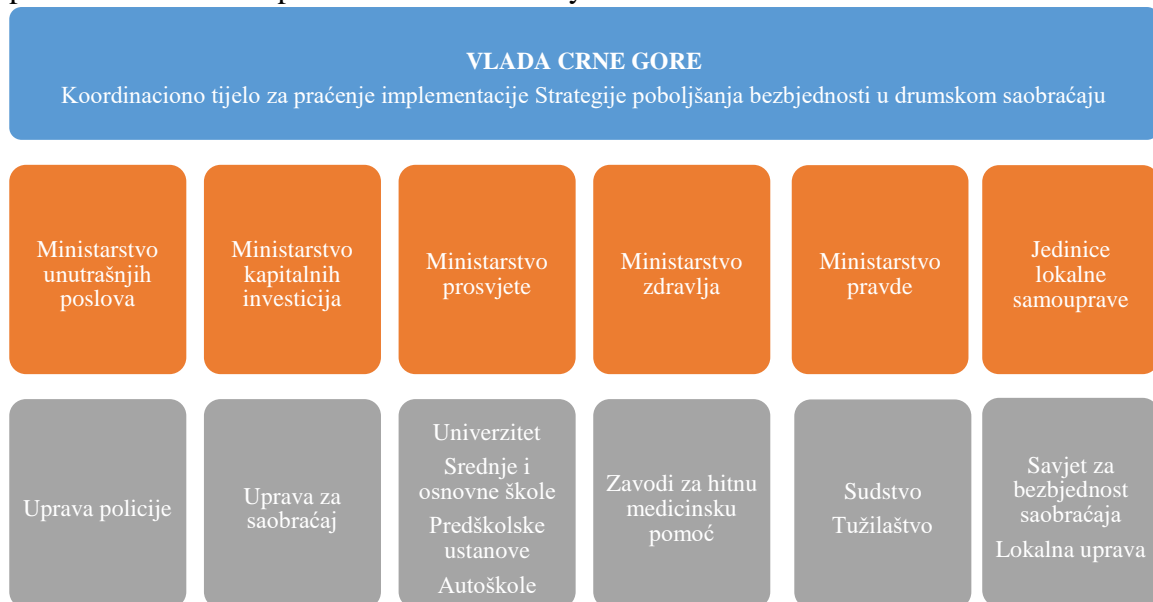 VLADA CRNE GORE
Koordinaciono tijelo za praćenje implementacije Strategije poboljšanja bezbjednosti u drumskom saobraćaju
Ministarstvo
unutrašnjih
poslova
Ministarstvo
kapitalnih
investicija
Ministarstvo
prosvjete
Ministarstvo
zdravlja
Ministarstvo
pravde
Jedinice
lokalne
samouprave
Uprava policije
Uprava za
saobraćaj
Univerzitet
Srednje i
osnovne škole
Predškolske
ustanove
Autoškole
Zavodi za hitnu
medicinsku
pomoć
Sudstvo
Tužilaštvo
Savjet za
bezbjednost
saobraćaja
Lokalna uprava